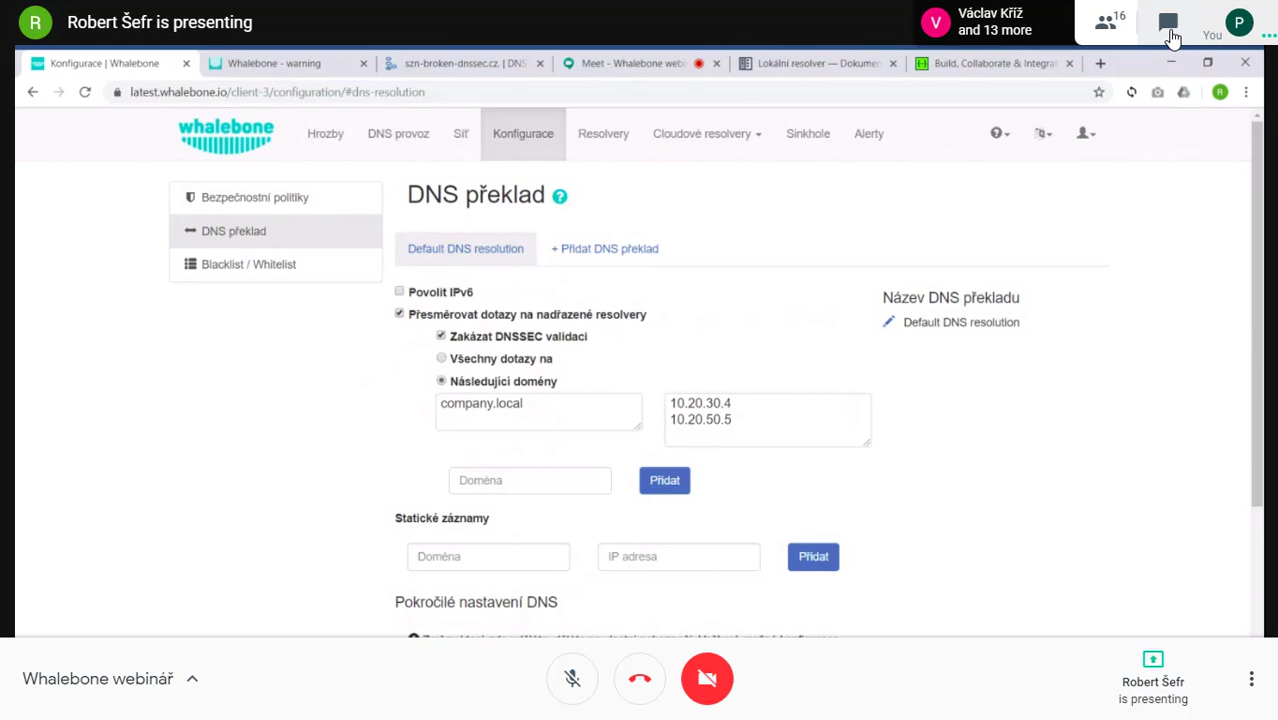 R Robert Šefr is presenting
V Václav Kříž and 13 more
16
You
P
Konfigurace | Whalebone
Whalebone - warning
szn-broken-dnssec.cz. | DNS
Meet - Whalebone webi
Lokální resolver — Dokumen
Build, Collaborate & Integrat
latest.whalebone.io/client-3/configuration/#dns-resolution
R
whalebone
Hrozby
DNS provoz
Síť
Konfigurace
Resolvery
Cloudové resolvery
Sinkhole
Alerty
Bezpečnostní politiky
DNS překlad
Blacklist / Whitelist
DNS překlad
Default DNS resolution
+ Přidat DNS překlad
Povolit IPv6
Přesměrovat dotazy na nadřazené resolvery
Zakázat DNSSEC validaci
Všechny dotazy na
Následující domény
company.local
10.20.30.4
10.20.50.5
Doména
Přidat
Název DNS překladu
Default DNS resolution
Statické záznamy
Doména
IP adresa
Přidat
Pokročilé nastavení DNS
Whalebone webinář
Robert Šefr
is presenting